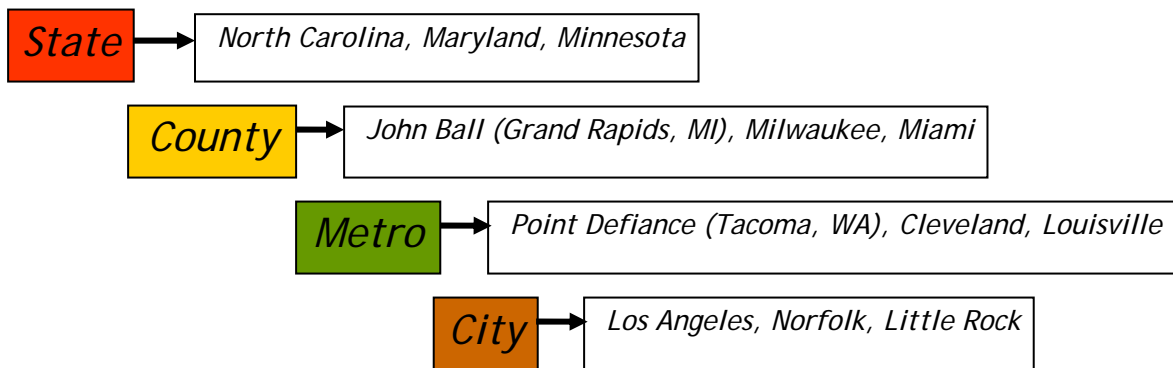 State
North Carolina, Maryland, Minnesota
County
John Ball (Grand Rapids, MI), Milwaukee, Miami
Metro
Point Defiance (Tacoma, WA), Cleveland, Louisville
City
Los Angeles, Norfolk, Little Rock